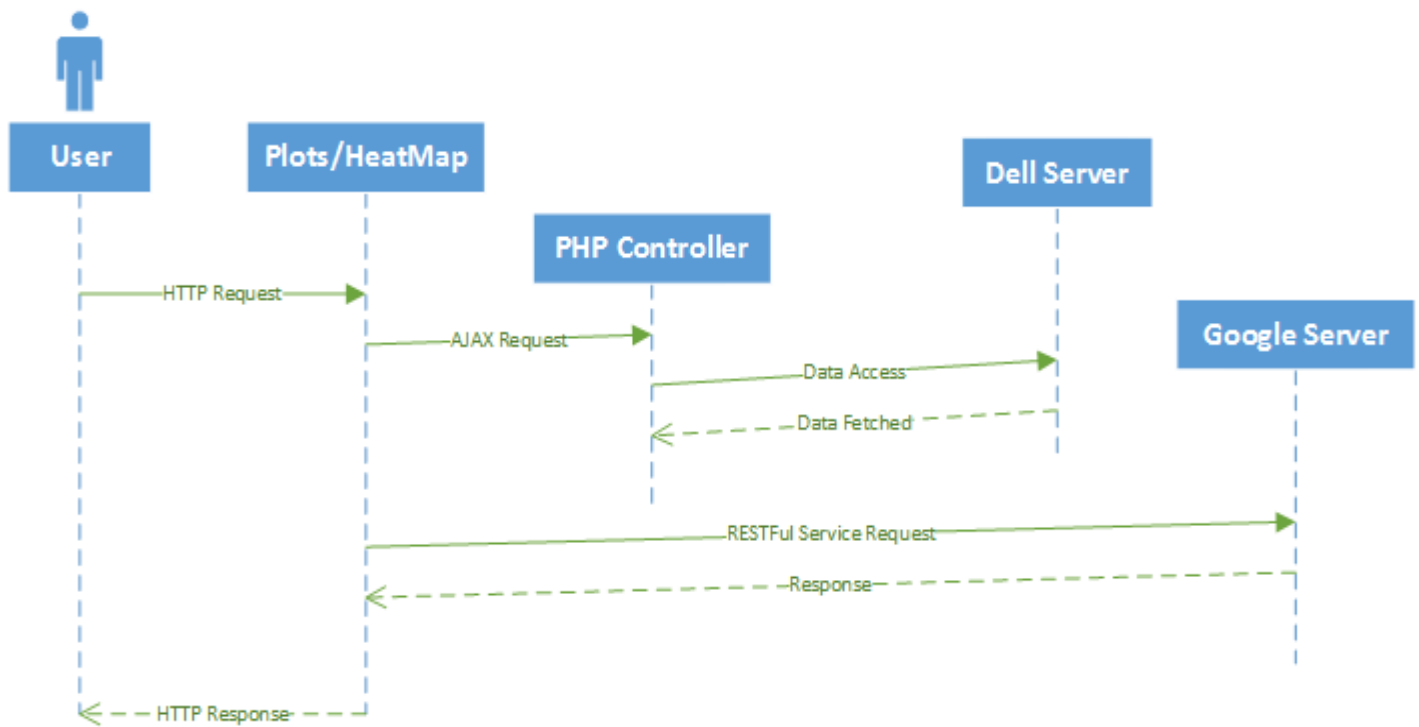 User
Plots/HeatMap
Dell Server
PHP Controller
HTTP Request
Google Server
AJAX Request
Data Access
Data Fetched
RESTFul Service Request
Response
HTTP Response